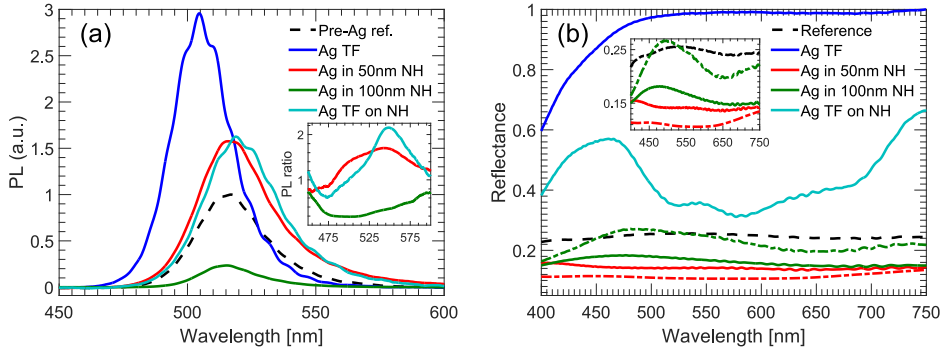 (a)
PL (a.u.)
3
2.5
2
1.5
1
0.5
0
450
500
550
600
Wavelength [nm]
Pre-Ag ref.
Ag TF
Ag in 50nm NH
Ag in 100nm NH
Ag TF on NH
PL ratio
2
1
475
525
575
(b)
Reflectance
1
0.8
0.6
0.4
0.2
400
450
500
550
600
650
700
750
Wavelength [nm]
Reference
Ag TF
Ag in 50nm NH
Ag in 100nm NH
Ag TF on NH
0.25
0.15
450
550
650
750